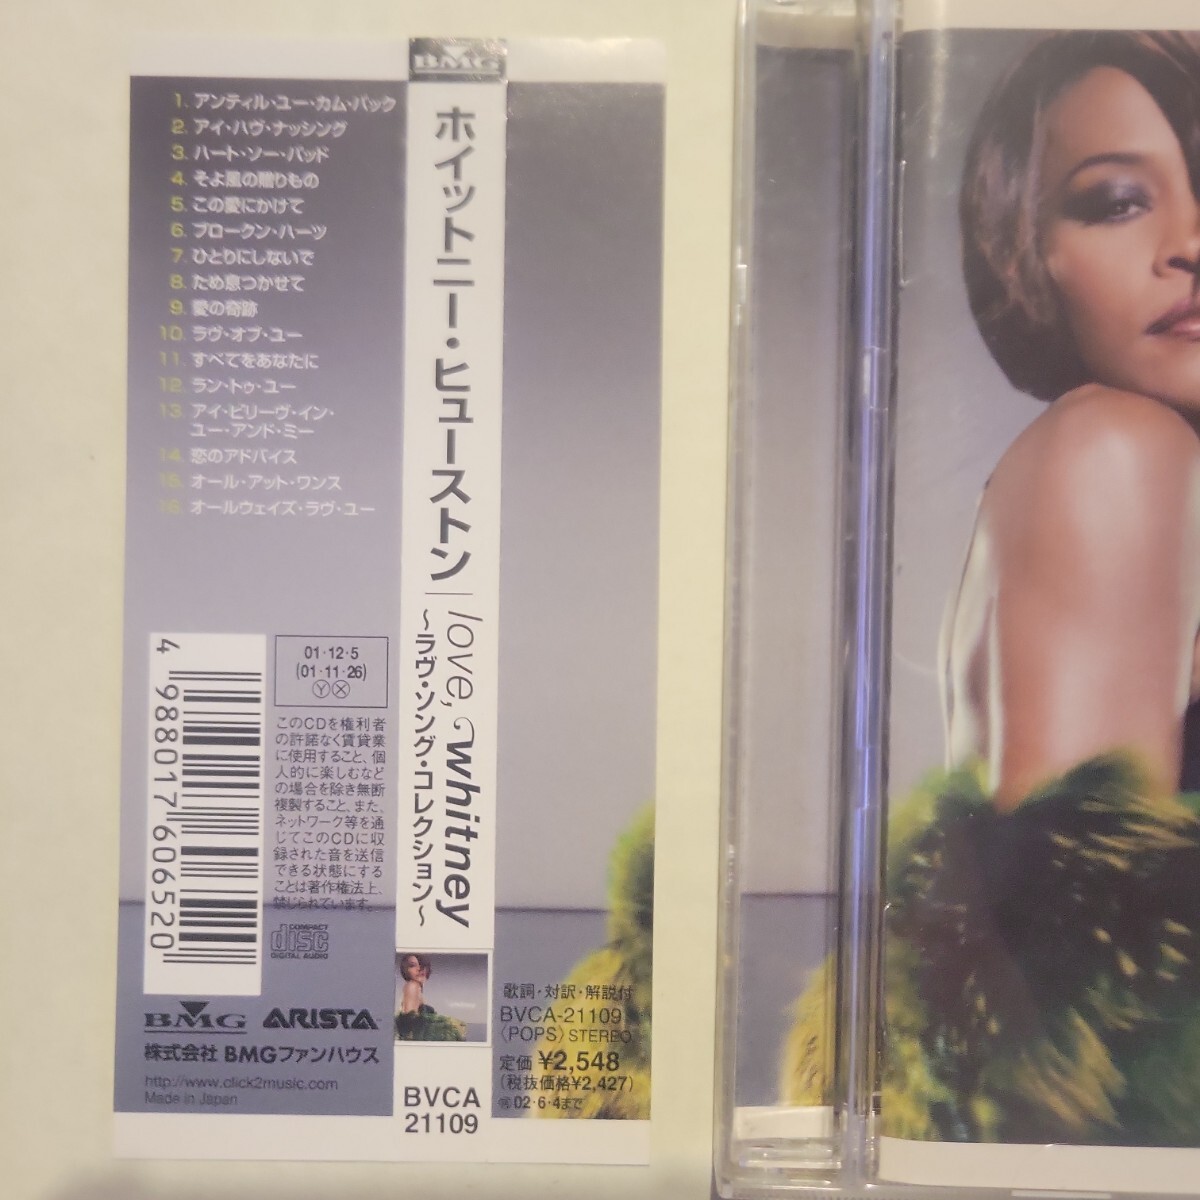 1. アンティル・ユー・カム・バック
2. アイ・ハヴ・ナッシング
3. ハート・ソー・バッド
4. そよ風の贈りもの
5. この愛にかけて
6. ブロークン・ハーツ
7. ひとりにしないで
8. ため息つかせて
9. 愛の奇跡
10. ラヴ・オブ・ユー
11. すべてをあなたに
12. ラン・トゥ・ユー
13. アイ・ビリーヴ・イン・
ユー・アンド・ミー
14. 恋のアドバイス
15. オール・アット・ワンス
16. オールウェイズ・ラヴ・ユー
4 988017 606520
01・12・5
(01・11・26)
Ⓨ Ⓧ
このCDを権利者
の許諾なく賃貸業
に使用すること、個
人的に楽しむなど
の場合を除き無断
複製すること、また、
ネットワーク等を通
じてこのCDに収
録された音を送信
できる状態にする
ことは著作権法上、
禁じられています。
COMPACT
disc
DIGITAL AUDIO
BMG ARISTA
株式会社 BMGファンハウス
http://www.click2music.com/
Made in Japan
BMG
ホイットニー・ヒューストン
love, whitney
～ラヴ・ソング・コレクション～
BVCA
21109
歌詞・対訳・解説付
BVCA-21109
〈POPS〉 STEREO
定価 ¥2,548
(税抜価格¥2,427)
02・6・4まで